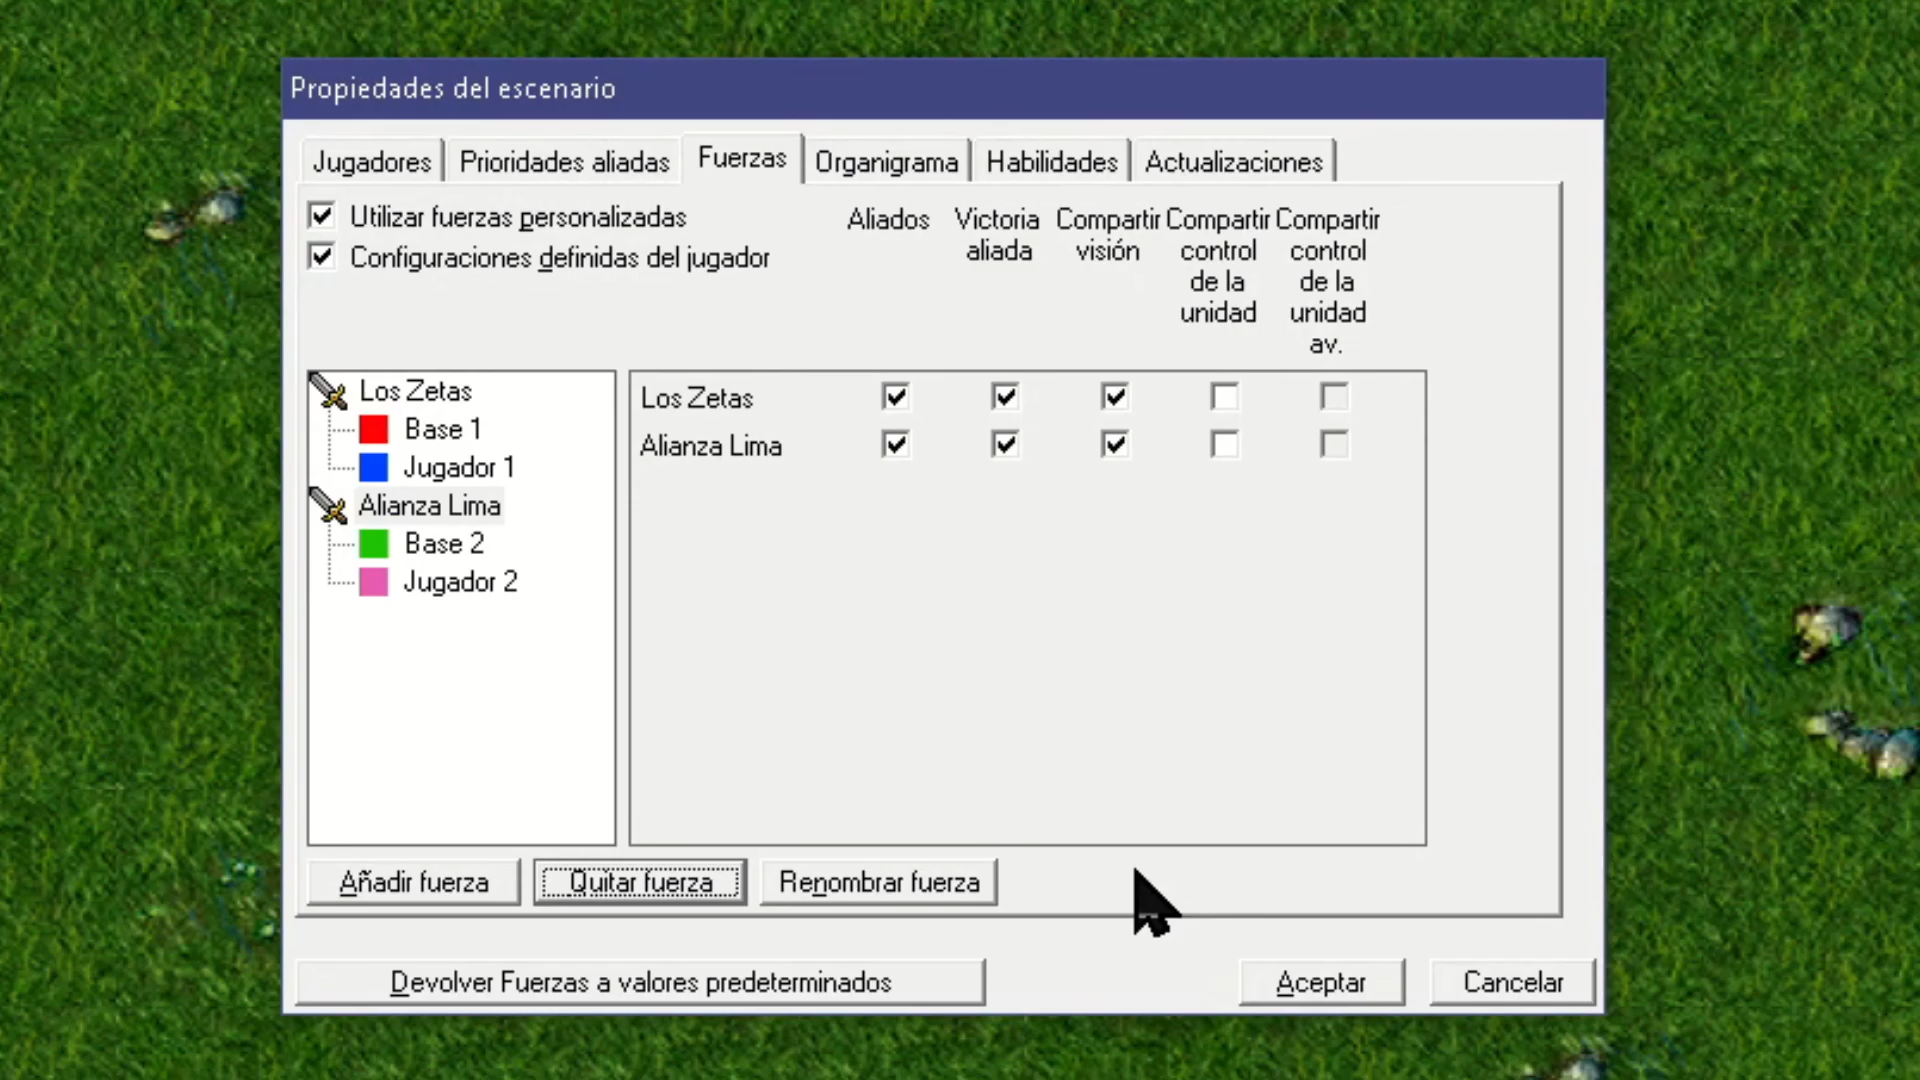 Propiedades del escenario
Jugadores
Prioridades aliadas
Fuerzas
Organigrama
Habilidades
Actualizaciones
Utilizar fuerzas personalizadas
Configuraciones definidas del jugador
Aliados
Victoria
aliada
Compartir
visión
Compartir
control
de la
unidad
Compartir
control
de la
unidad
av.
Los Zetas
Base 1
Jugador 1
Alianza Lima
Base 2
Jugador 2
Los Zetas
Alianza Lima
Añadir fuerza
Quitar fuerza
Renombrar fuerza
Devolver Fuerzas a valores predeterminados
Aceptar
Cancelar